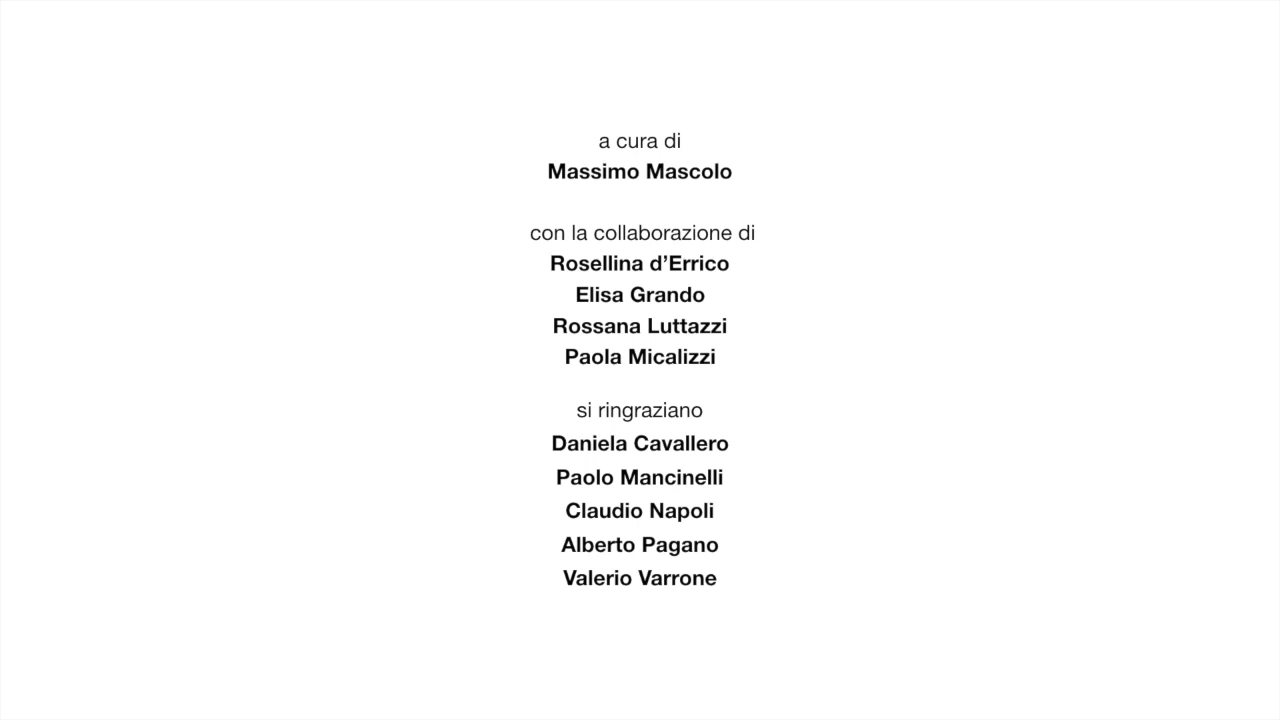 a cura di
Massimo Mascolo
con la collaborazione di
Rosellina d’Errico
Elisa Grando
Rossana Luttazzi
Paola Micalizzi
si ringraziano
Daniela Cavallero
Paolo Mancinelli
Claudio Napoli
Alberto Pagano
Valerio Varrone